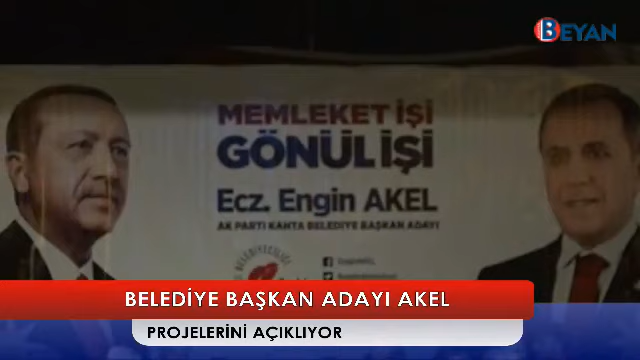 BEYAN
MEMLEKET İŞİ
GÖNÜL İŞİ
Ecz. Engin AKEL
AK PARTİ KAHTA BELEDİYE BAŞKAN ADAYI
BELEDİYE BAŞKAN ADAYI AKEL
PROJELERİNİ AÇIKLIYOR